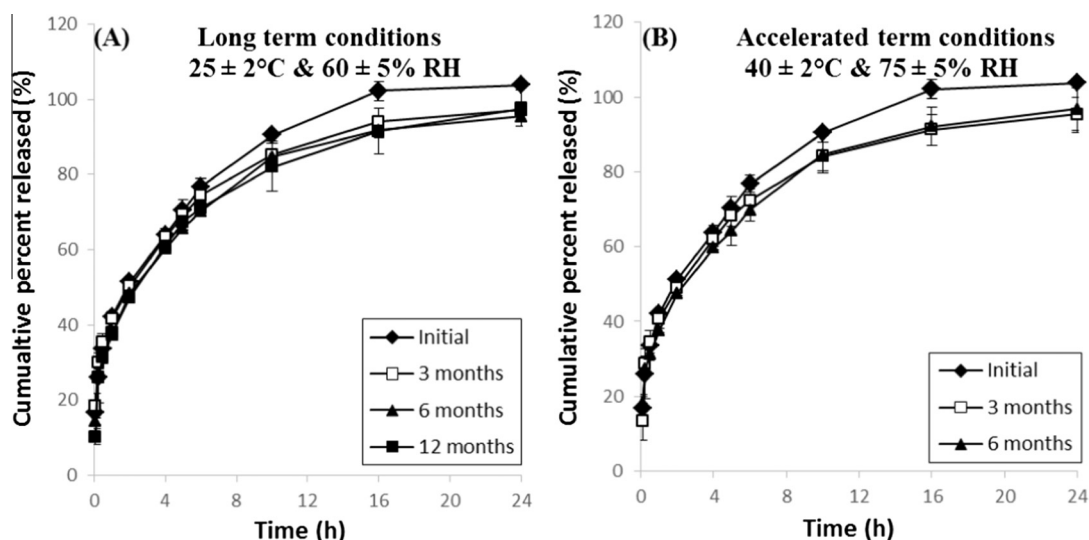 (A) Long term conditions
25 ± 2°C & 60 ± 5% RH
Cumualtive percent released (%)
120
100
80
60
40
20
0
Initial
3 months
6 months
12 months
0 4 8 12 16 20 24
Time (h)
(B) Accelerated term conditions
40 ± 2°C & 75 ± 5% RH
Cumulative percent released (%)
120
100
80
60
40
20
0
Initial
3 months
6 months
0 4 8 12 16 20 24
Time (h)